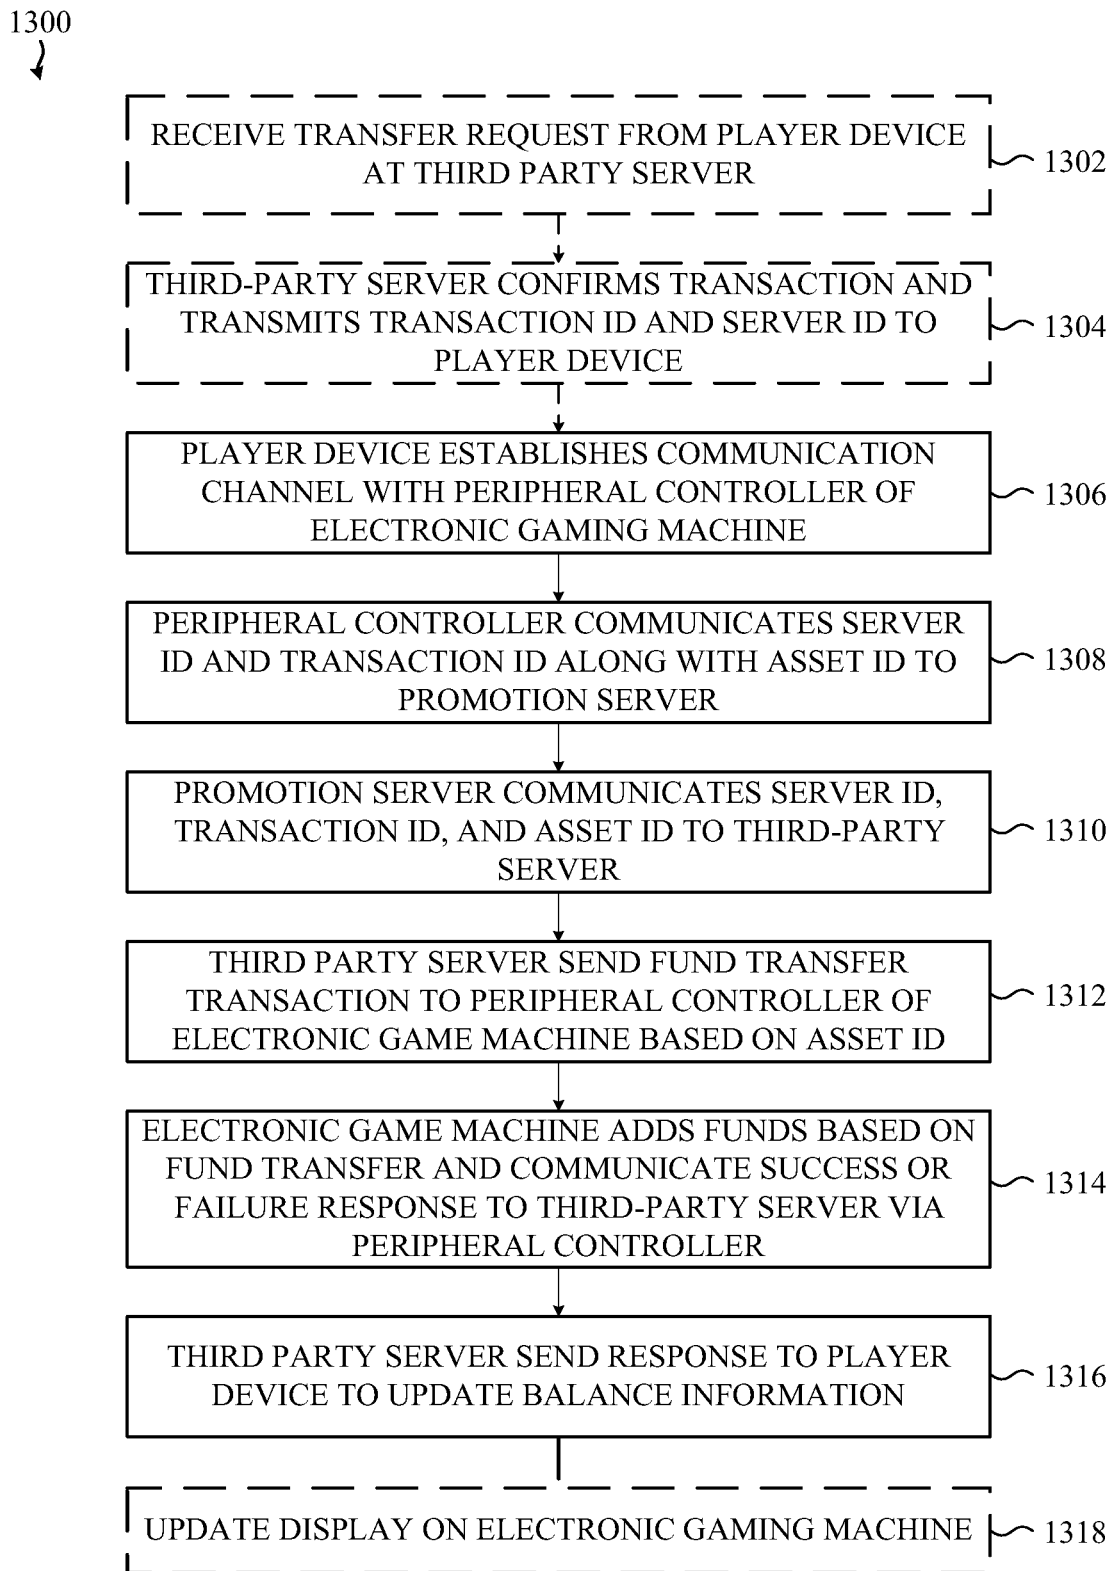 1300
RECEIVE TRANSFER REQUEST FROM PLAYER DEVICE
AT THIRD PARTY SERVER
1302
THIRD-PARTY SERVER CONFIRMS TRANSACTION AND
TRANSMITS TRANSACTION ID AND SERVER ID TO
PLAYER DEVICE
1304
PLAYER DEVICE ESTABLISHES COMMUNICATION
CHANNEL WITH PERIPHERAL CONTROLLER OF
ELECTRONIC GAMING MACHINE
1306
PERIPHERAL CONTROLLER COMMUNICATES SERVER
ID AND TRANSACTION ID ALONG WITH ASSET ID TO
PROMOTION SERVER
1308
PROMOTION SERVER COMMUNICATES SERVER ID,
TRANSACTION ID, AND ASSET ID TO THIRD-PARTY
SERVER
1310
THIRD PARTY SERVER SEND FUND TRANSFER
TRANSACTION TO PERIPHERAL CONTROLLER OF
ELECTRONIC GAME MACHINE BASED ON ASSET ID
1312
ELECTRONIC GAME MACHINE ADDS FUNDS BASED ON
FUND TRANSFER AND COMMUNICATE SUCCESS OR
FAILURE RESPONSE TO THIRD-PARTY SERVER VIA
PERIPHERAL CONTROLLER
1314
THIRD PARTY SERVER SEND RESPONSE TO PLAYER
DEVICE TO UPDATE BALANCE INFORMATION
1316
UPDATE DISPLAY ON ELECTRONIC GAMING MACHINE
1318